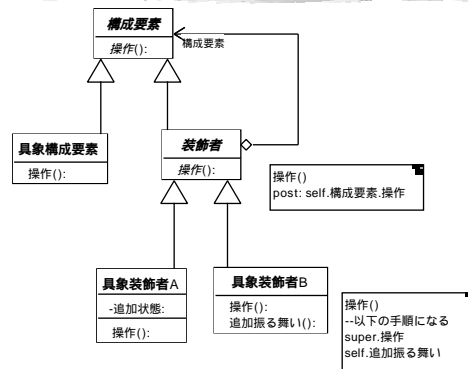 構成要素
操作():
構成要素
具象構成要素
操作():
装飾者
操作():
操作()
post: self.構成要素.操作
具象装飾者A
-追加状態:
操作():
具象装飾者B
操作():
追加振る舞い():
操作()
--以下の手順になる
super.操作
self.追加振る舞い